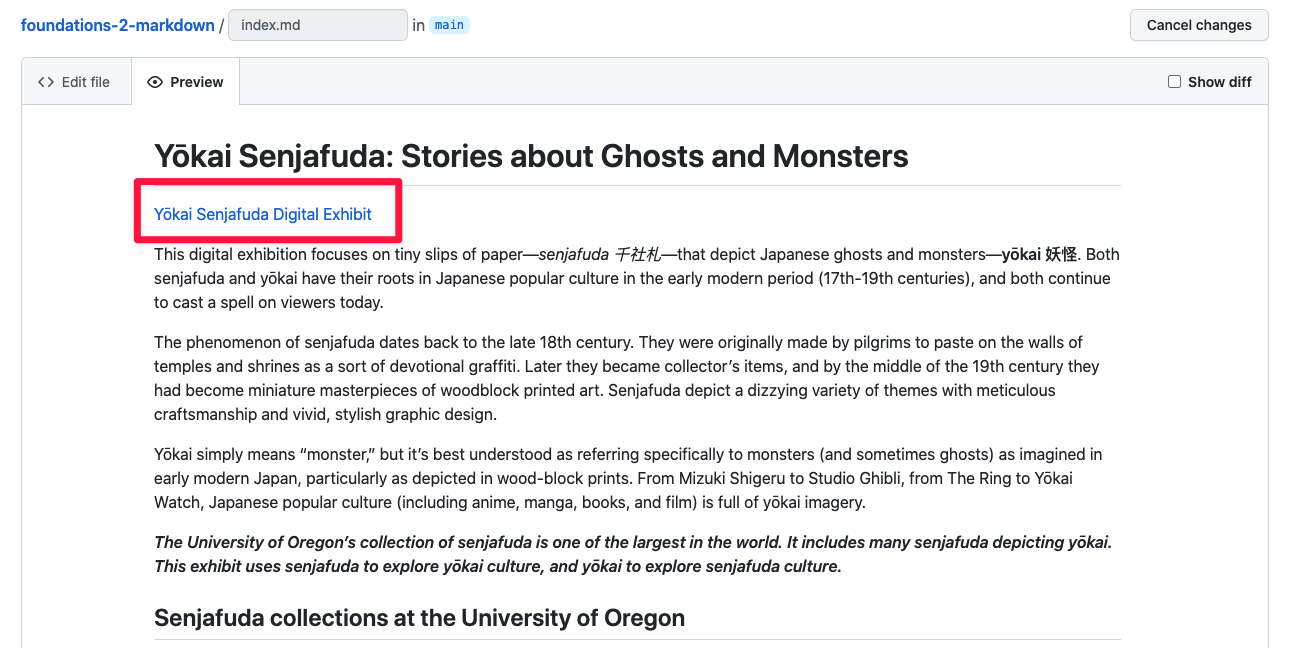 foundations-2-markdown / index.md in main Cancel changes
Edit file Preview Show diff
Yōkai Senjafuda: Stories about Ghosts and Monsters
Yōkai Senjafuda Digital Exhibit
This digital exhibition focuses on tiny slips of paper—senjafuda 千社札—that depict Japanese ghosts and monsters—yōkai 妖怪. Both
senjafuda and yōkai have their roots in Japanese popular culture in the early modern period (17th-19th centuries), and both continue
to cast a spell on viewers today.
The phenomenon of senjafuda dates back to the late 18th century. They were originally made by pilgrims to paste on the walls of
temples and shrines as a sort of devotional graffiti. Later they became collector’s items, and by the middle of the 19th century they
had become miniature masterpieces of woodblock printed art. Senjafuda depict a dizzying variety of themes with meticulous
craftsmanship and vivid, stylish graphic design.
Yōkai simply means “monster,” but it’s best understood as referring specifically to monsters (and sometimes ghosts) as imagined in
early modern Japan, particularly as depicted in wood-block prints. From Mizuki Shigeru to Studio Ghibli, from The Ring to Yōkai
Watch, Japanese popular culture (including anime, manga, books, and film) is full of yōkai imagery.
The University of Oregon’s collection of senjafuda is one of the largest in the world. It includes many senjafuda depicting yōkai.
This exhibit uses senjafuda to explore yōkai culture, and yōkai to explore senjafuda culture.
Senjafuda collections at the University of Oregon